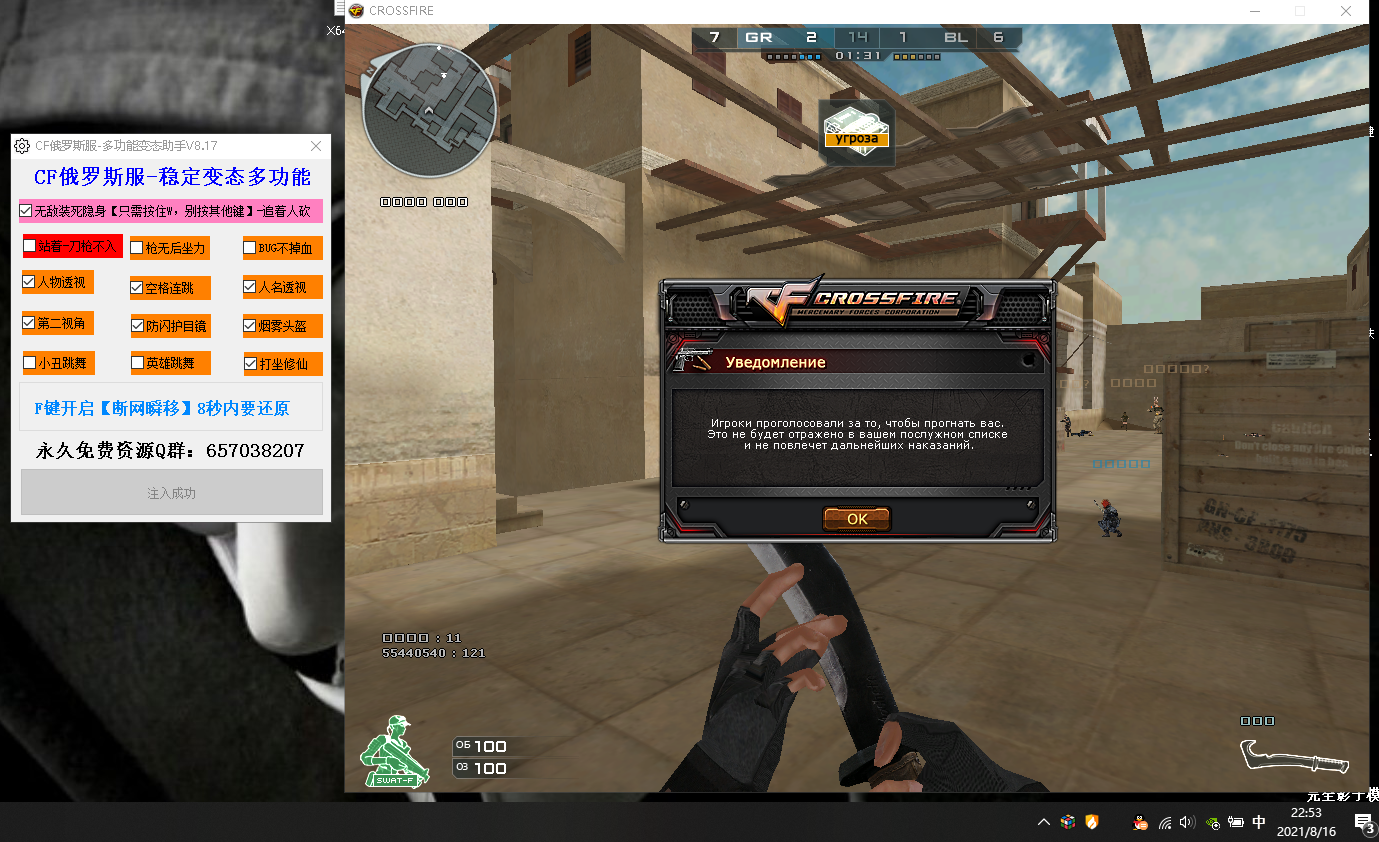 X64
CROSSFIRE
7 GR 2 14 1 BL 6
01:31
N
угроза
CF俄罗斯服-多功能变态助手V8.17
CF俄罗斯服-稳定变态多功能
无敌装死隐身【只需按住W，别按其他键】-追着人砍
站着-刀枪不入 枪无后坐力 BUG不掉血
人物透视 空格连跳 人名透视
第二视角 防闪护目镜 烟雾头盔
小丑跳舞 英雄跳舞 打坐修仙
F键开启【断网瞬移】8秒内要还原
永久免费资源Q群：657038207
注入成功
CF CROSSFIRE
MERCENARY FORCES CORPORATION
Уведомление
Игроки проголосовали за то, чтобы прогнать вас.
Это не будет отражено в вашем послужном списке
и не повлечет дальнейших наказаний.
OK
: 11
55440540 : 121
SWAT-F
ОБ 100
ОЗ 100
完全影子模
中
22:53
2021/8/16
3